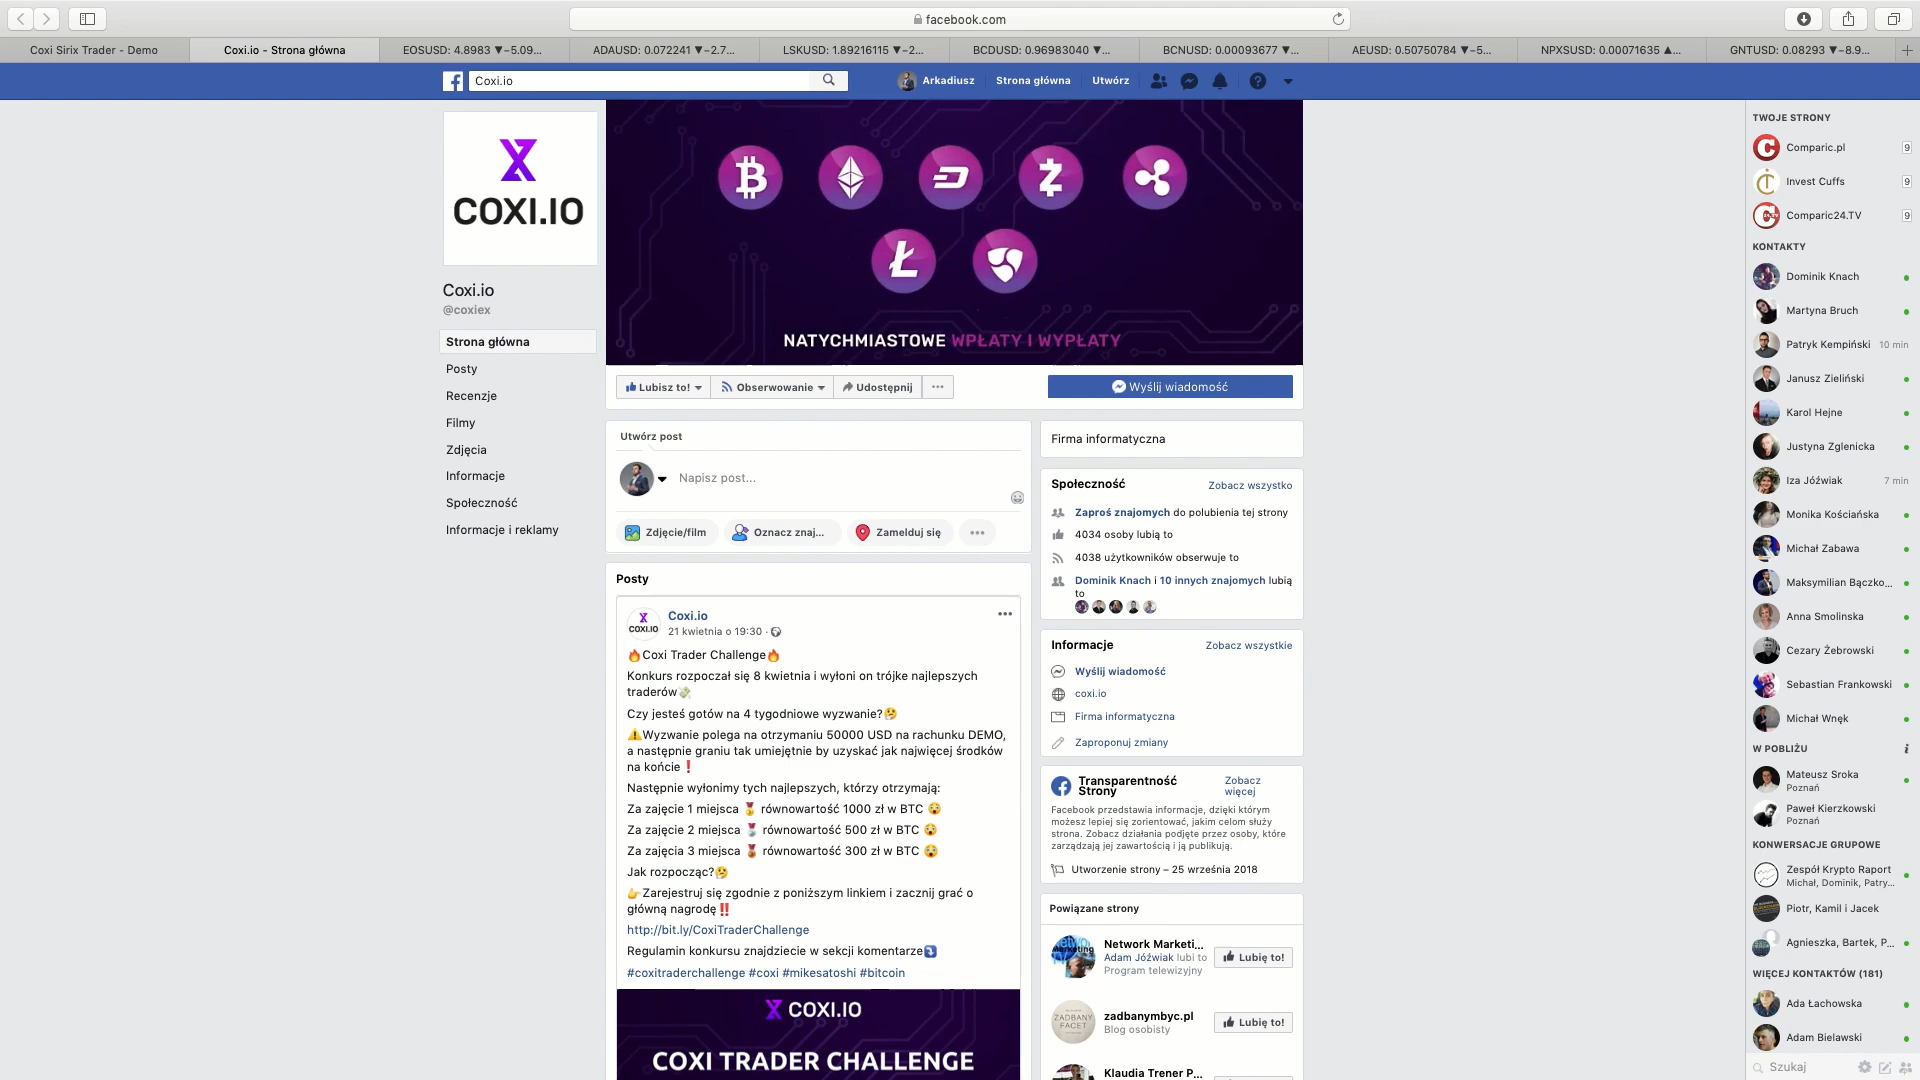 facebook.com
Coxi Sirix Trader - Demo
Coxi.io - Strona główna
EOSUSD: 4.8983 ▼−5.09...
ADAUSD: 0.072241 ▼−2.7...
LSKUSD: 1.89216115 ▼−2...
BCDUSD: 0.96983040 ▼...
BCNUSD: 0.00093677 ▼...
AEUSD: 0.50750784 ▼−5...
NPXSUSD: 0.00071635 ▲...
GNTUSD: 0.08293 ▼−8.9...
Coxi.io
Arkadiusz
Strona główna
Utwórz
COXI.IO
Coxi.io
@coxiex
Strona główna
Posty
Recenzje
Filmy
Zdjęcia
Informacje
Społeczność
Informacje i reklamy
NATYCHMIASTOWE WPŁATY I WYPŁATY
Lubisz to!
Obserwowanie
Udostępnij
Wyślij wiadomość
Utwórz post
Napisz post...
Zdjęcie/film
Oznacz znaj...
Zamelduj się
Posty
COXI.IO
Coxi.io
21 kwietnia o 19:30 ·
🔥Coxi Trader Challenge🔥
Konkurs rozpoczał się 8 kwietnia i wyłoni on trójke najlepszych
traderów💸
Czy jesteś gotów na 4 tygodniowe wyzwanie?🤔
⚠️Wyzwanie polega na otrzymaniu 50000 USD na rachunku DEMO,
a następnie graniu tak umiejętnie by uzyskać jak najwięcej środków
na końcie❗
Następnie wyłonimy tych najlepszych, którzy otrzymają:
Za zajęcie 1 miejsca 🥇 równowartość 1000 zł w BTC 😵
Za zajęcie 2 miejsca 🥈 równowartość 500 zł w BTC 😵
Za zajęcia 3 miejsca 🥉 równowartość 300 zł w BTC 😵
Jak rozpocząc?🤔
👉Zarejestruj się zgodnie z poniższym linkiem i zacznij grać o
główną nagrodę‼️
http://bit.ly/CoxiTraderChallenge
Regulamin konkursu znajdziecie w sekcji komentarze⤵️
#coxitraderchallenge #coxi #mikesatoshi #bitcoin
COXI.IO
COXI TRADER CHALLENGE
Firma informatyczna
Społeczność
Zobacz wszystko
Zaproś znajomych do polubienia tej strony
4034 osoby lubią to
4038 użytkowników obserwuje to
Dominik Knach i 10 innych znajomych lubią
to
Informacje
Zobacz wszystkie
Wyślij wiadomość
coxi.io
Firma informatyczna
Zaproponuj zmiany
Transparentność
Strony
Zobacz
więcej
Facebook przedstawia informacje, dzięki którym
możesz lepiej się zorientować, jakim celom służy
strona. Zobacz działania podjęte przez osoby, które
zarządzają jej zawartością i ją publikują.
Utworzenie strony – 25 września 2018
Powiązane strony
Network Marketi...
Adam Jóźwiak lubi to
Program telewizyjny
Lubię to!
ZADBANY
FACET
zadbanymbyc.pl
Blog osobisty
Lubię to!
Klaudia Trener P...
TWOJE STRONY
Comparic.pl
9
Invest Cuffs
9
Comparic24.TV
9
KONTAKTY
Dominik Knach
Martyna Bruch
Patryk Kempiński 10 min
Janusz Zieliński
Karol Hejne
Justyna Zglenicka
Iza Jóźwiak 7 min
Monika Kościańska
Michał Zabawa
Maksymilian Bączko...
Anna Smolinska
Cezary Żebrowski
Sebastian Frankowski
Michał Wnęk
W POBLIŻU
Mateusz Sroka
Poznań
Paweł Kierzkowski
Poznań
KONWERSACJE GRUPOWE
Zespół Krypto Raport
Michał, Dominik, Patry...
Piotr, Kamil i Jacek
Agnieszka, Bartek, P...
WIĘCEJ KONTAKTÓW (181)
Ada Łachowska
Adam Bielawski
Szukaj